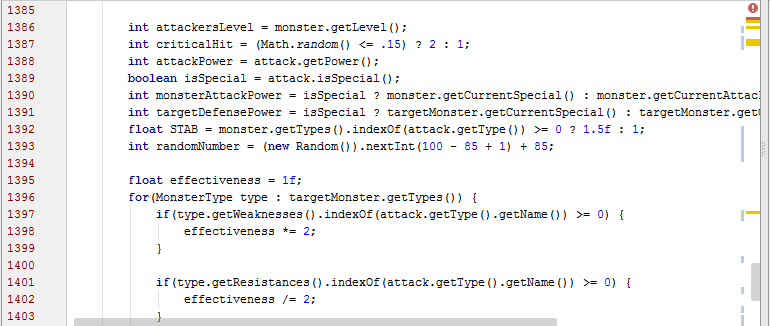 1385
1386 int attackersLevel = monster.getLevel();
1387 int criticalHit = (Math.random() <= .15) ? 2 : 1;
1388 int attackPower = attack.getPower();
1389 boolean isSpecial = attack.isSpecial();
1390 int monsterAttackPower = isSpecial ? monster.getCurrentSpecial() : monster.getCurrentAttac
1391 int targetDefensePower = isSpecial ? targetMonster.getCurrentSpecial() : targetMonster.get
1392 float STAB = monster.getTypes().indexOf(attack.getType()) >= 0 ? 1.5f : 1;
1393 int randomNumber = (new Random()).nextInt(100 - 85 + 1) + 85;
1394
1395 float effectiveness = 1f;
1396 for(MonsterType type : targetMonster.getTypes()) {
1397 if(type.getWeaknesses().indexOf(attack.getType().getName()) >= 0) {
1398 effectiveness *= 2;
1399 }
1400
1401 if(type.getResistances().indexOf(attack.getType().getName()) >= 0) {
1402 effectiveness /= 2;
1403 }